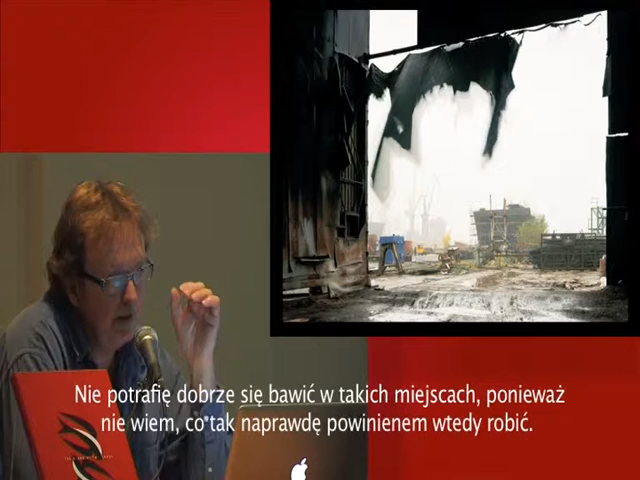 Nie potrafię dobrze się bawić w takich miejscach, ponieważ
nie wiem, co tak naprawdę powinienem wtedy robić.